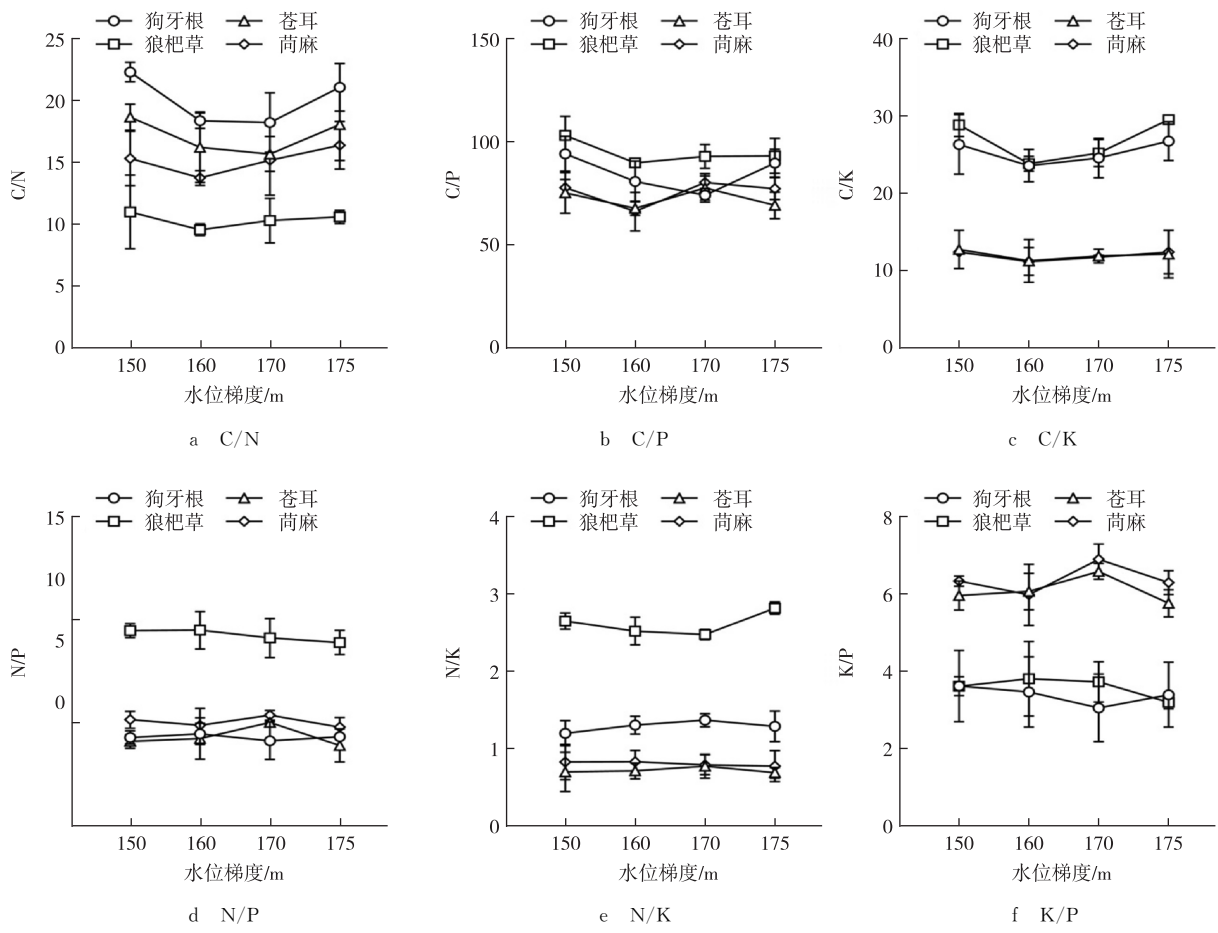 狗牙根 苍耳
狼杷草 苘麻
25
20
15
10
5
0
C/N
150 160 170 175
水位梯度/m
a C/N
狗牙根 苍耳
狼杷草 苘麻
150
100
50
0
C/P
150 160 170 175
水位梯度/m
b C/P
狗牙根 苍耳
狼杷草 苘麻
40
30
20
10
0
C/K
150 160 170 175
水位梯度/m
c C/K
狗牙根 苍耳
狼杷草 苘麻
15
10
5
0
N/P
150 160 170 175
水位梯度/m
d N/P
狗牙根 苍耳
狼杷草 苘麻
4
3
2
1
0
N/K
150 160 170 175
水位梯度/m
e N/K
狗牙根 苍耳
狼杷草 苘麻
8
6
4
2
0
K/P
150 160 170 175
水位梯度/m
f K/P